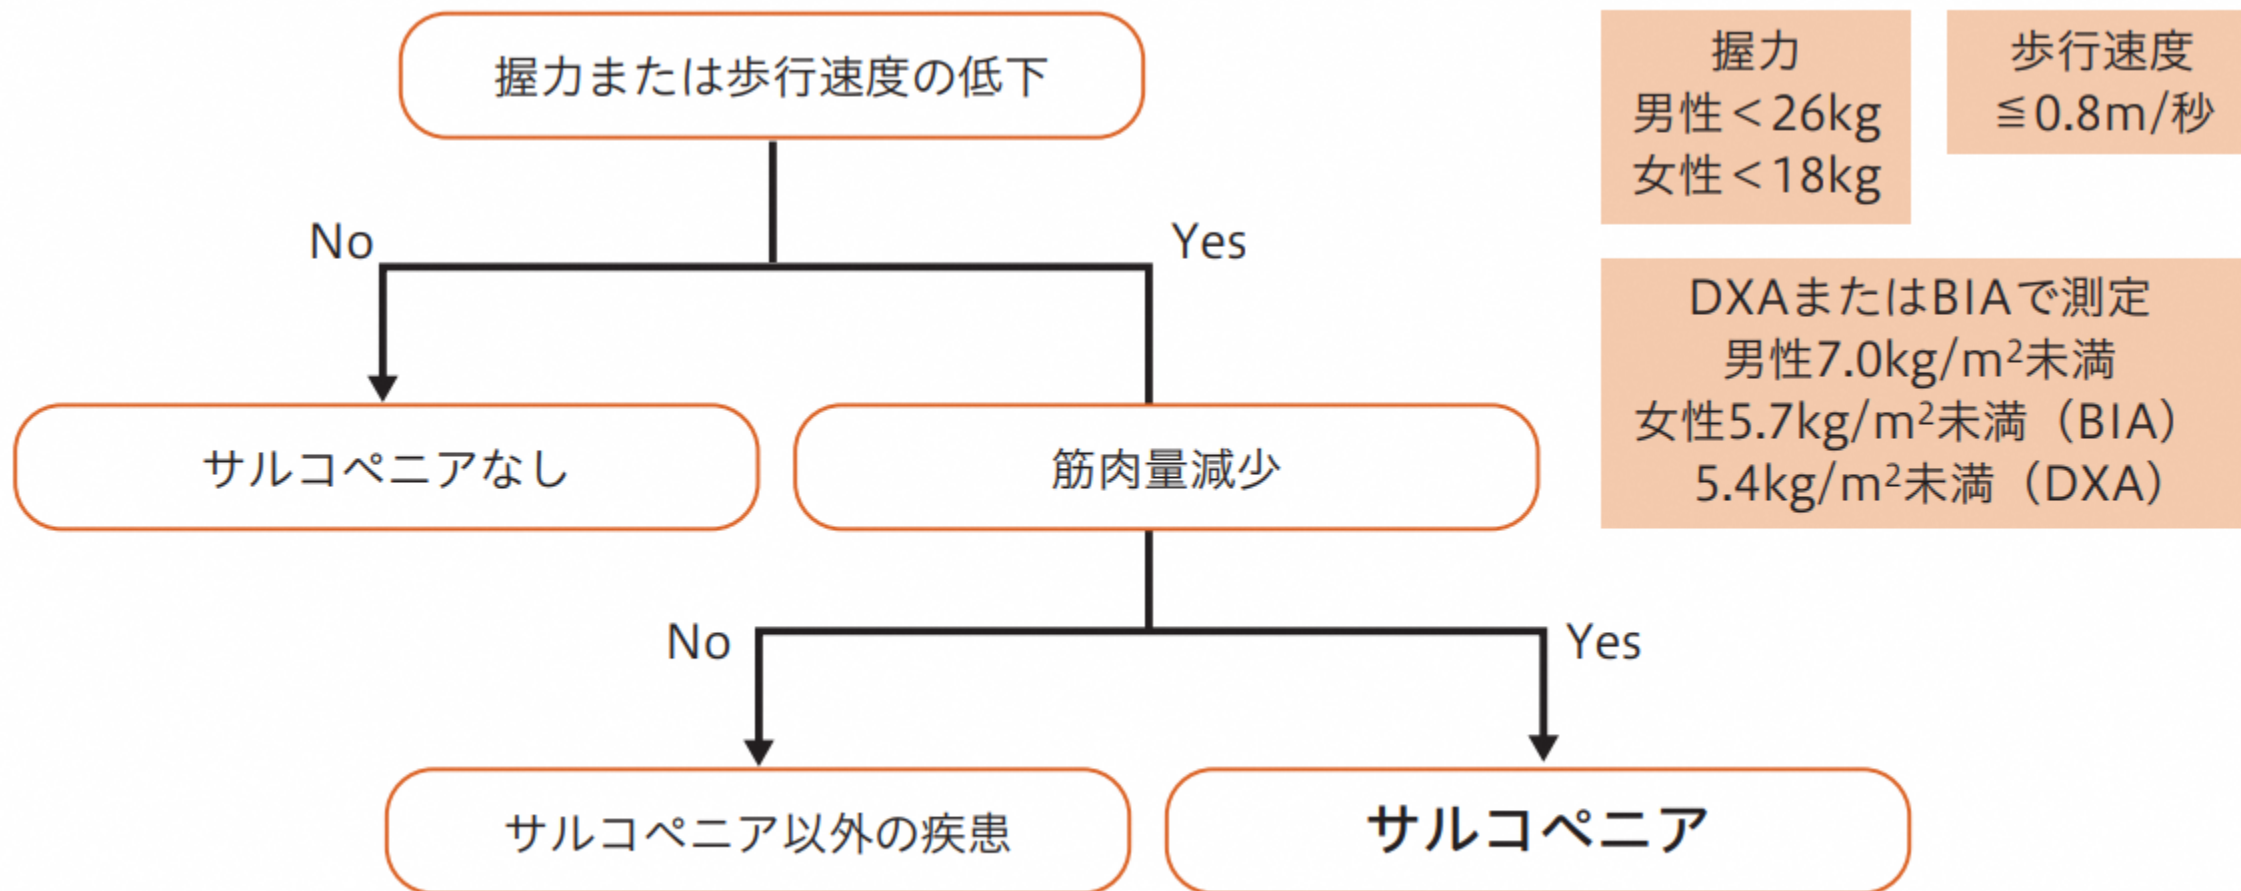 握力または歩行速度の低下
握力
男性<26kg
女性<18kg
歩行速度
≦0.8m/秒
No
Yes
DXAまたはBIAで測定
男性7.0kg/m²未満
女性5.7kg/m²未満（BIA）
5.4kg/m²未満（DXA）
サルコペニアなし
筋肉量減少
No
Yes
サルコペニア以外の疾患
サルコペニア